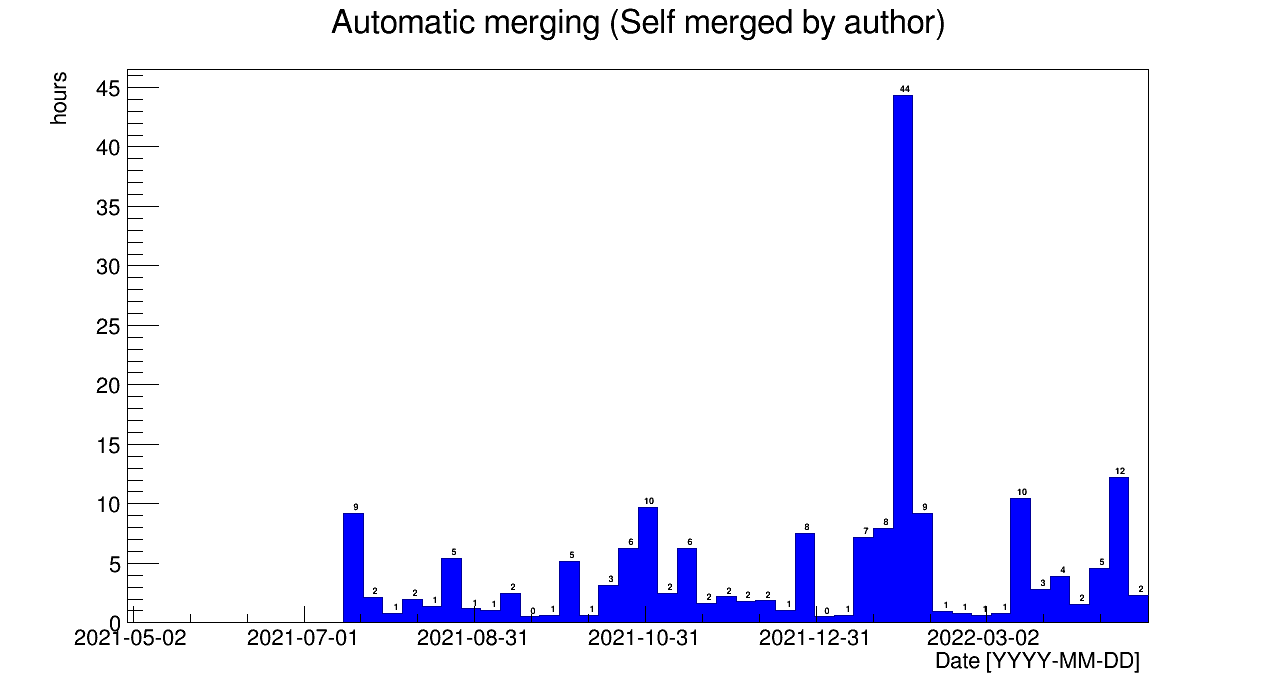 Automatic merging (Self merged by author)
hours
45
40
35
30
25
20
15
10
5
0
9 2 1 2 1 5 1 1 2 0 1 5 1 3 6 10 2 6 2 2 2 2 1 8 0 1 7 8 44 9 1 1 1 1 10 3 4 2 5 12 2
2021-05-02 2021-07-01 2021-08-31 2021-10-31 2021-12-31 2022-03-02
Date [YYYY-MM-DD]